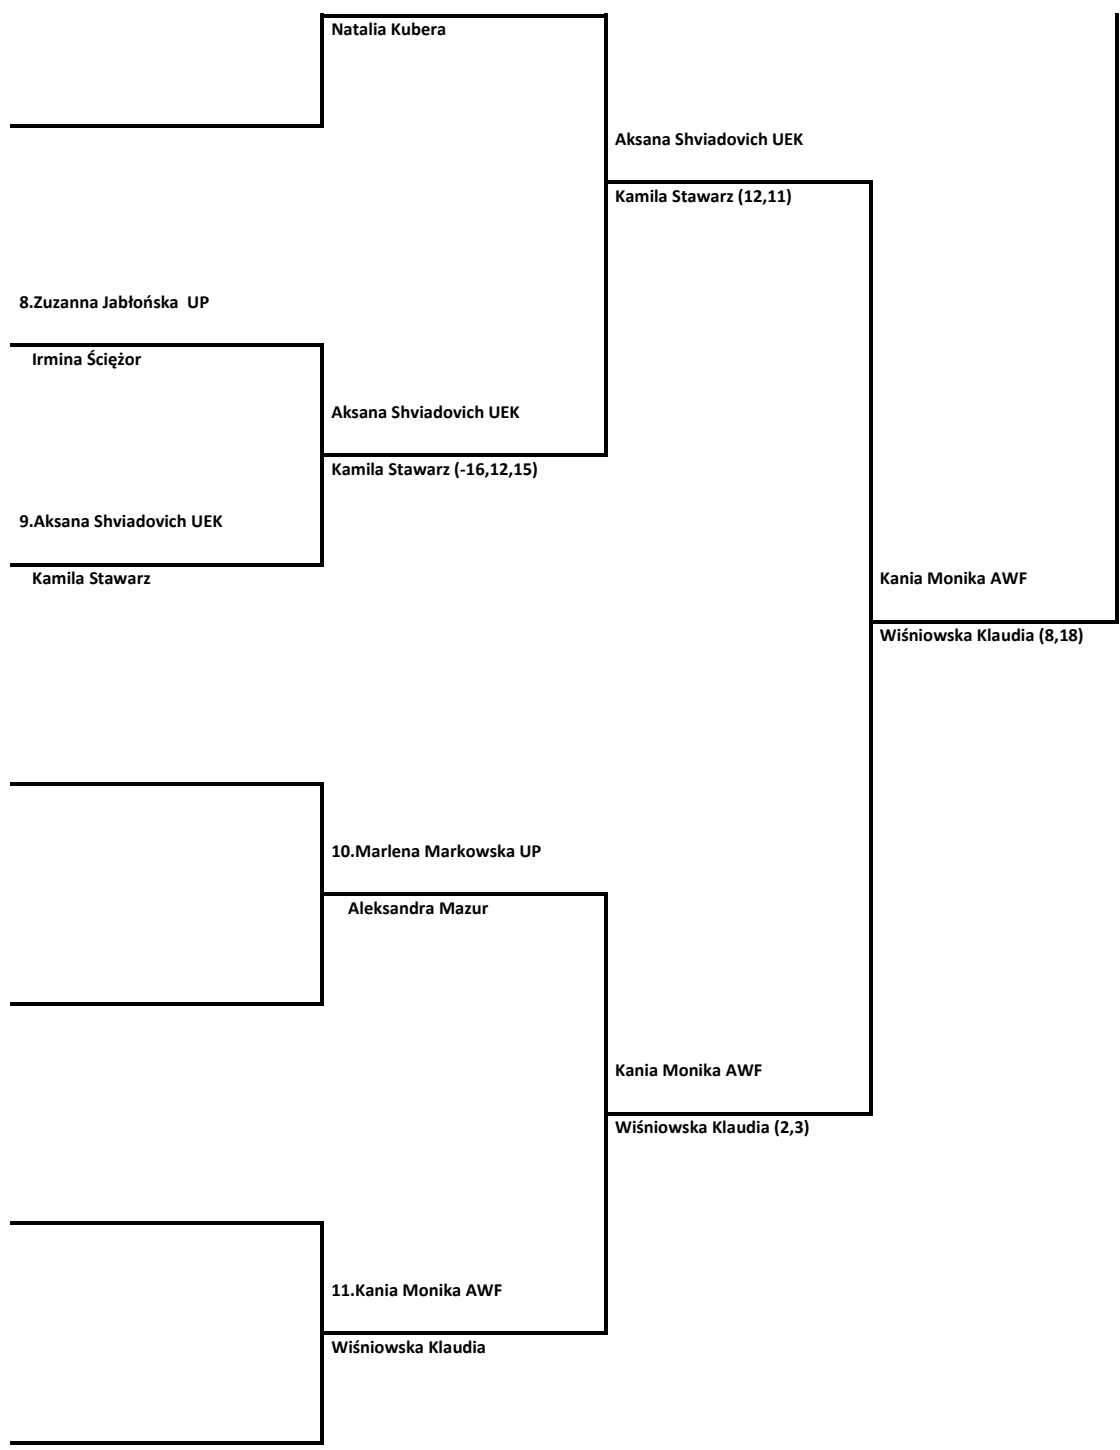 Natalia Kubera
Aksana Shviadovich UEK
Kamila Stawarz (12,11)
8.Zuzanna Jabłońska  UP
Irmina Ściężor
Aksana Shviadovich UEK
Kamila Stawarz (-16,12,15)
9.Aksana Shviadovich UEK
Kamila Stawarz
Kania Monika AWF
Wiśniowska Klaudia (8,18)
10.Marlena Markowska UP
Aleksandra Mazur
Kania Monika AWF
Wiśniowska Klaudia (2,3)
11.Kania Monika AWF
Wiśniowska Klaudia